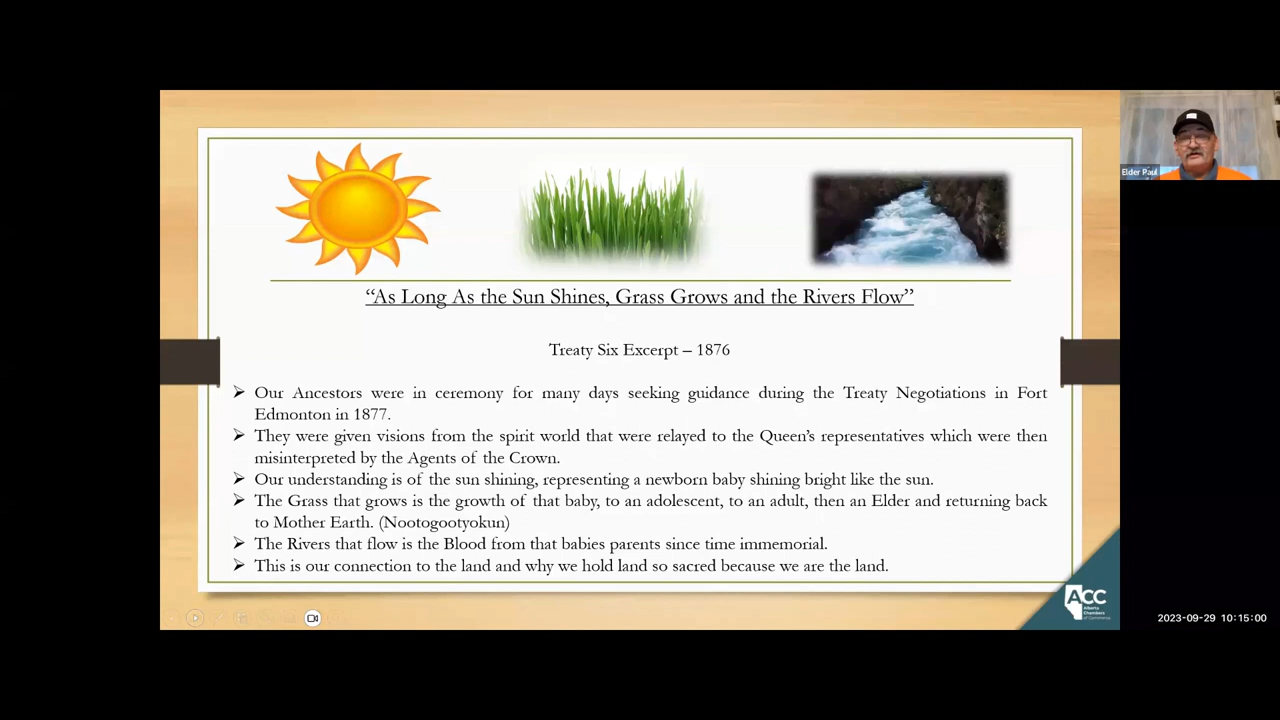 Elder Paul
“As Long As the Sun Shines, Grass Grows and the Rivers Flow”
Treaty Six Excerpt – 1876
➢ Our Ancestors were in ceremony for many days seeking guidance during the Treaty Negotiations in Fort
Edmonton in 1877.
➢ They were given visions from the spirit world that were relayed to the Queen’s representatives which were then
misinterpreted by the Agents of the Crown.
➢ Our understanding is of the sun shining, representing a newborn baby shining bright like the sun.
➢ The Grass that grows is the growth of that baby, to an adolescent, to an adult, then an Elder and returning back
to Mother Earth. (Nootogootyokun)
➢ The Rivers that flow is the Blood from that babies parents since time immemorial.
➢ This is our connection to the land and why we hold land so sacred because we are the land.
ACC
Alberta
Chambers
of Commerce
2023-09-29 10:15:00